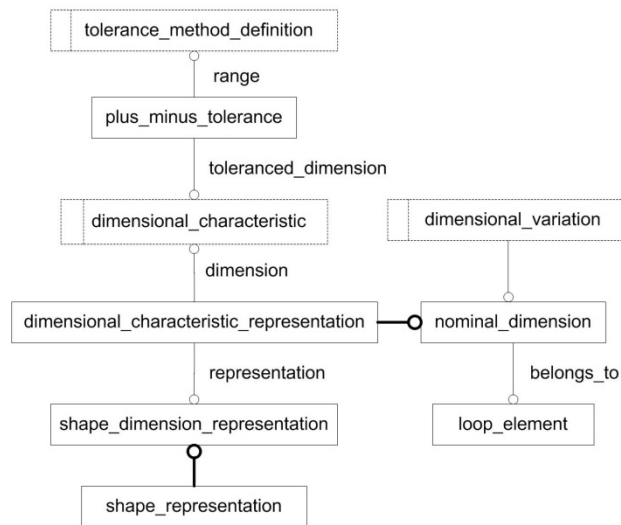 tolerance_method_definition
range
plus_minus_tolerance
toleranced_dimension
dimensional_characteristic
dimensional_variation
dimension
dimensional_characteristic_representation
nominal_dimension
representation
belongs_to
shape_dimension_representation
loop_element
shape_representation